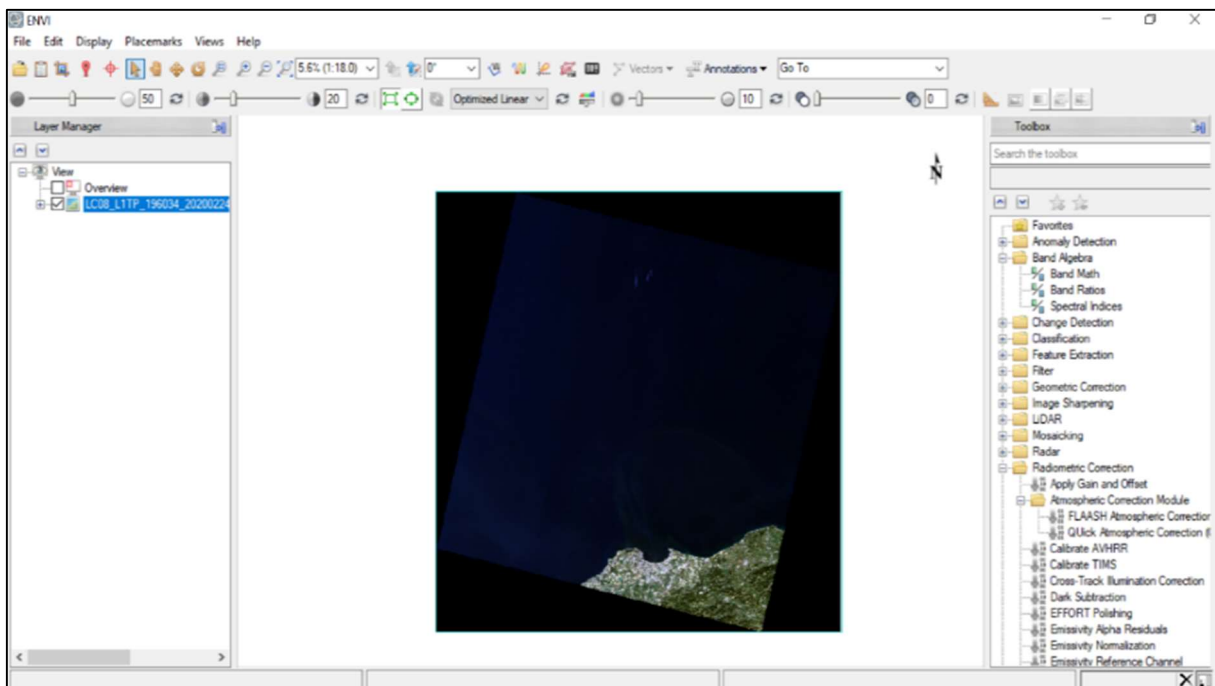 ENVI
File Edit Display Placemarks Views Help
5.6% (1:18.0) 0° Vectors Annotations Go To
50 20 Optimized Linear 10 0
Layer Manager
View
Overview
LC08_L1TP_196034_20200224
N
Toolbox
Search the toolbox
Favorites
Anomaly Detection
Band Algebra
Band Math
Band Ratios
Spectral Indices
Change Detection
Classification
Feature Extraction
Filter
Geometric Correction
Image Sharpening
LiDAR
Mosaicking
Radar
Radiometric Correction
Apply Gain and Offset
Atmospheric Correction Module
FLAASH Atmospheric Correction
QUick Atmospheric Correction (
Calibrate AVHRR
Calibrate TIMS
Cross-Track Illumination Correction
Dark Subtraction
EFFORT Polishing
Emissivity Alpha Residuals
Emissivity Normalization
Emissivity Reference Channel